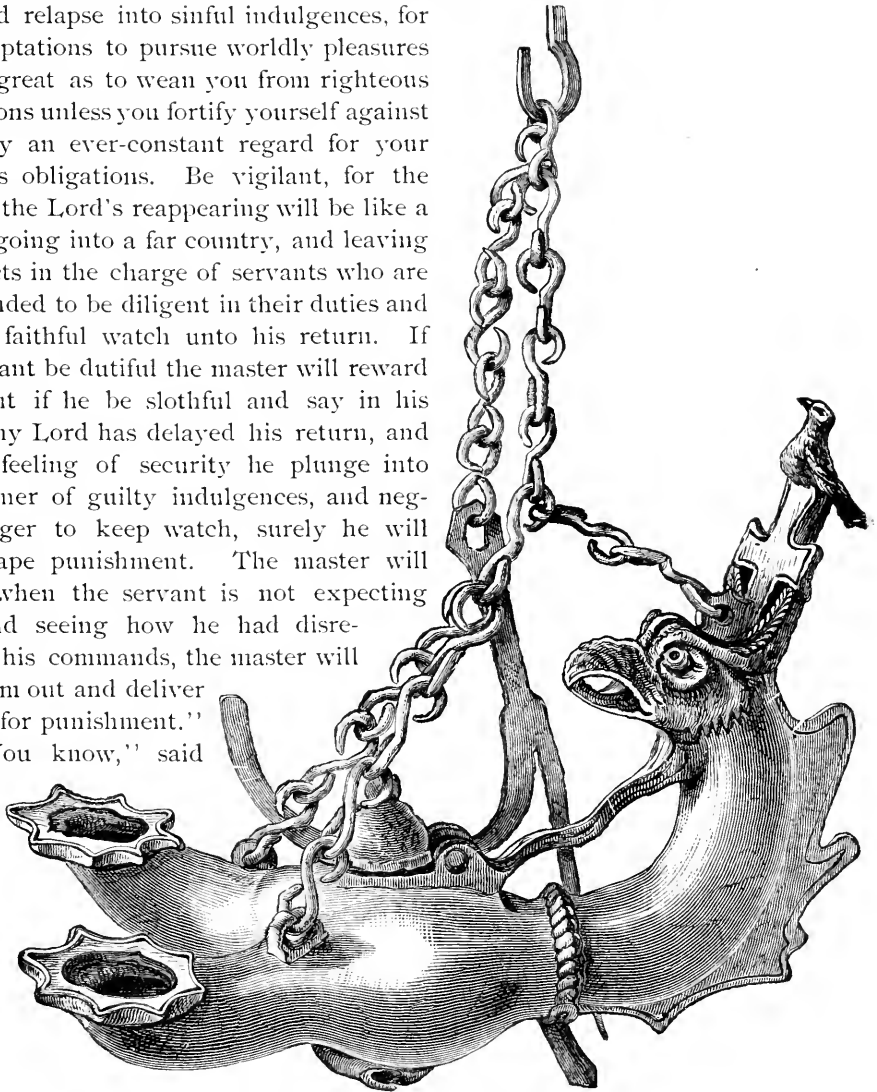 d relapse into sinful indulgences, for
ptations to pursue worldly pleasures
great as to wean you from righteous
ons unless you fortify yourself against
y an ever-constant regard for your
s obligations. Be vigilant, for the
the Lord's reappearing will be like a
going into a far country, and leaving
ts in the charge of servants who are
nded to be diligent in their duties and
faithful watch unto his return. If
ant be dutiful the master will reward
ut if he be slothful and say in his
ny Lord has delayed his return, and
feeling of security he plunge into
ner of guilty indulgences, and neg-
ger to keep watch, surely he will
ape punishment. The master will
when the servant is not expecting
nd seeing how he had disre-
his commands, the master will
m out and deliver
for punishment."
You know," said